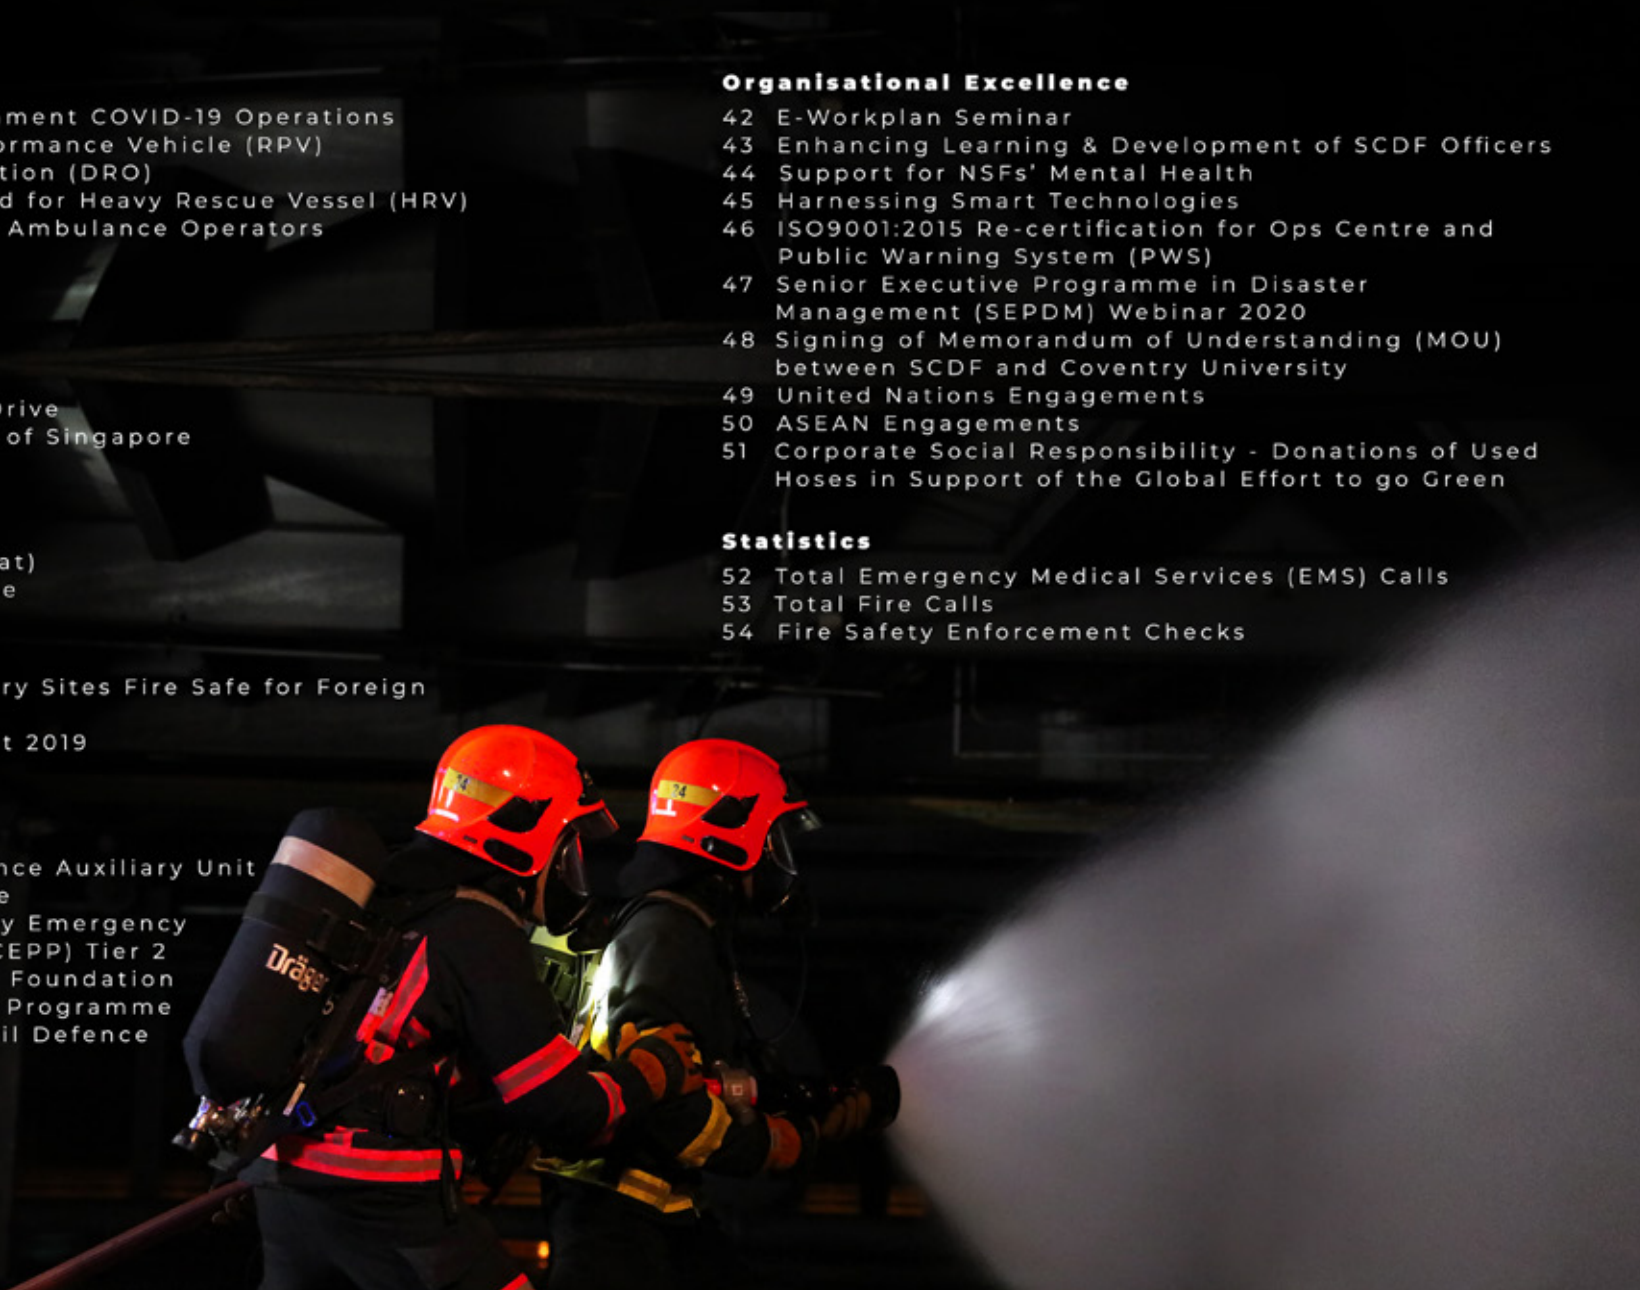 ment COVID-19 Operations
ormance Vehicle (RPV)
tion (DRO)
d for Heavy Rescue Vessel (HRV)
Ambulance Operators
rive
of Singapore
at)
e
ry Sites Fire Safe for Foreign
t 2019
nce Auxiliary Unit
e
y Emergency
CEPP) Tier 2
Foundation
Programme
il Defence
Organisational Excellence
42 E-Workplan Seminar
43 Enhancing Learning & Development of SCDF Officers
44 Support for NSFs' Mental Health
45 Harnessing Smart Technologies
46 ISO9001:2015 Re-certification for Ops Centre and
Public Warning System (PWS)
47 Senior Executive Programme in Disaster
Management (SEPDM) Webinar 2020
48 Signing of Memorandum of Understanding (MOU)
between SCDF and Coventry University
49 United Nations Engagements
50 ASEAN Engagements
51 Corporate Social Responsibility - Donations of Used
Hoses in Support of the Global Effort to go Green
Statistics
52 Total Emergency Medical Services (EMS) Calls
53 Total Fire Calls
54 Fire Safety Enforcement Checks
24
24
Dräger